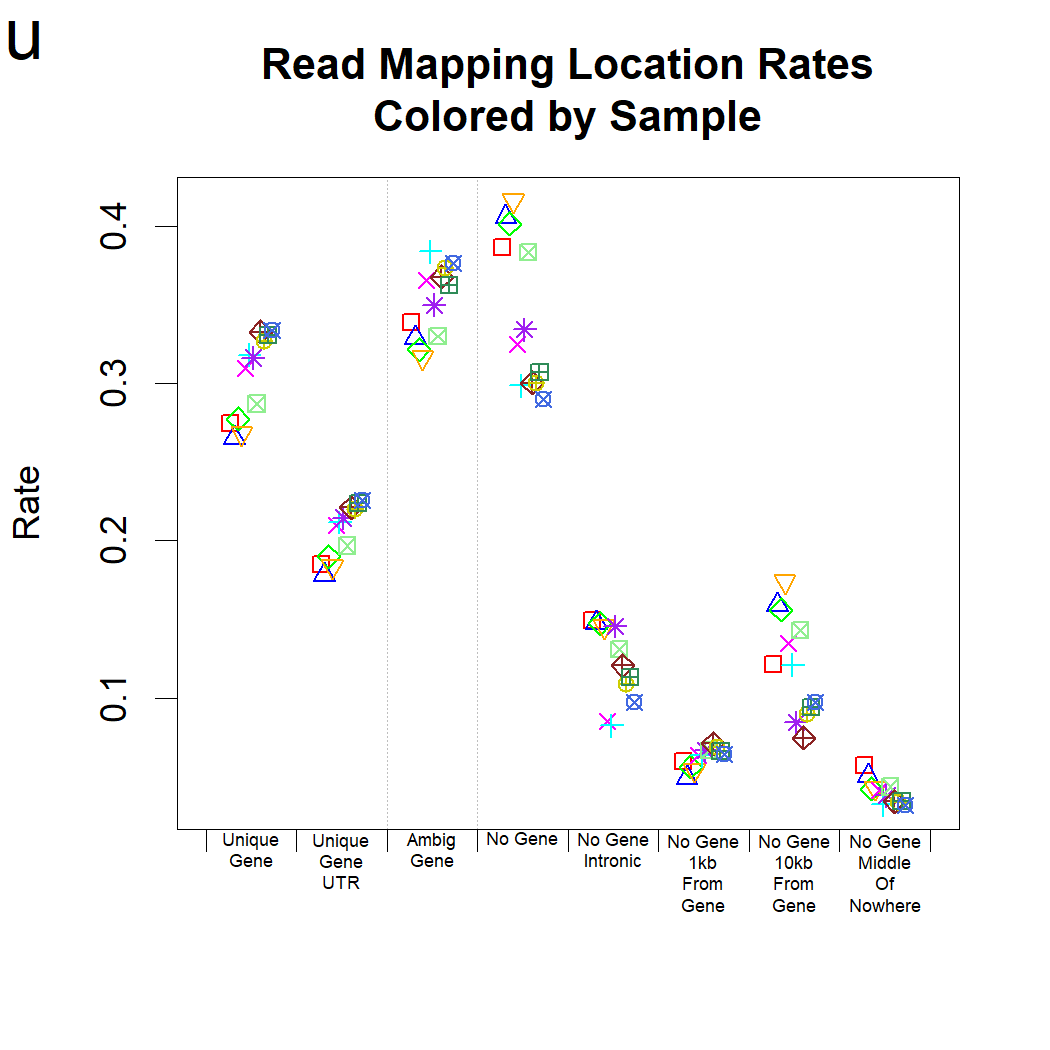 u
Read Mapping Location Rates
Colored by Sample
Rate
0.4
0.3
0.2
0.1
Unique
Gene
Unique
Gene
UTR
Ambig
Gene
No Gene
No Gene
Intronic
No Gene
1kb
From
Gene
No Gene
10kb
From
Gene
No Gene
Middle
Of
Nowhere